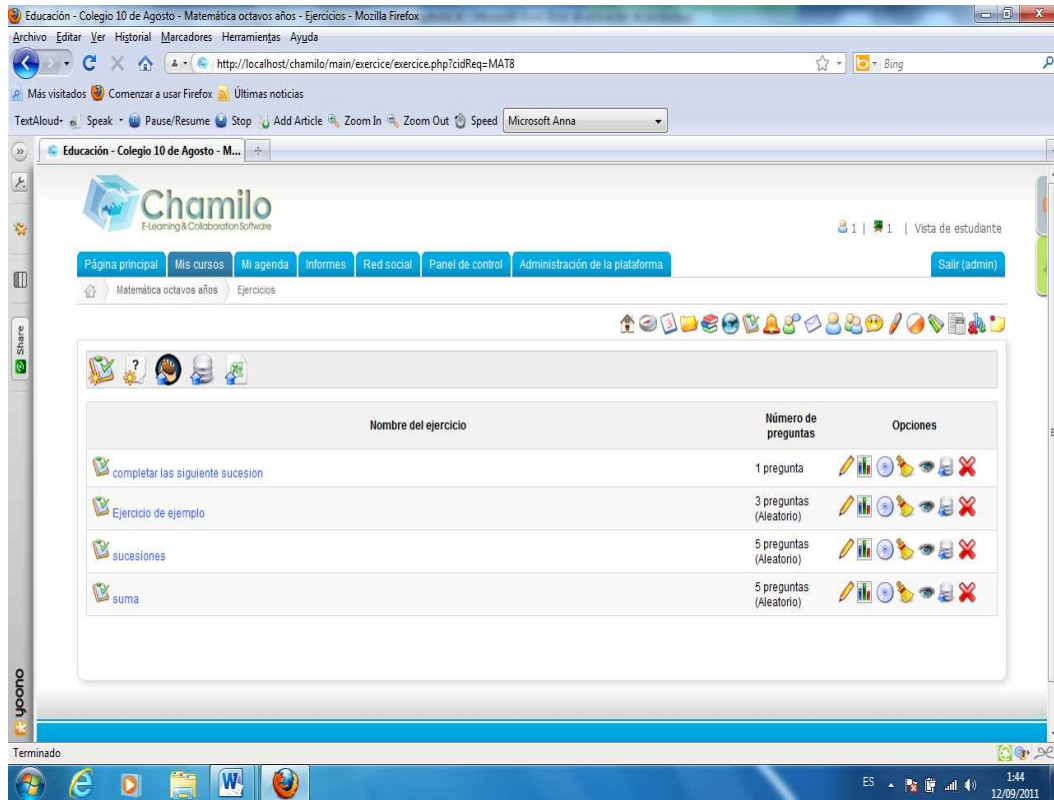 Educación - Colegio 10 de Agosto - Matemática octavos años - Ejercicios - Mozilla Firefox
Archivo Editar Ver Historial Marcadores Herramientas Ayuda
http://localhost/chamilo/main/exercice/exercice.php?cidReq=MAT8 Bing
Más visitados Comenzar a usar Firefox Últimas noticias
TextAloud- Speak Pause/Resume Stop Add Article Zoom In Zoom Out Speed Microsoft Anna
Educación - Colegio 10 de Agosto - M...
Chamilo
E-Learning & Collaboration Software
1 | 1 | Vista de estudiante
Página principal Mis cursos Mi agenda Informes Red social Panel de control Administración de la plataforma Salir (admin)
Matemática octavos años Ejercicios
Share
Nombre del ejercicio Número de preguntas Opciones
completar las siguiente sucesion 1 pregunta
Ejercicio de ejemplo 3 preguntas (Aleatorio)
sucesiones 5 preguntas (Aleatorio)
suma 5 preguntas (Aleatorio)
yoono
Terminado
ES 1:44
12/09/2011